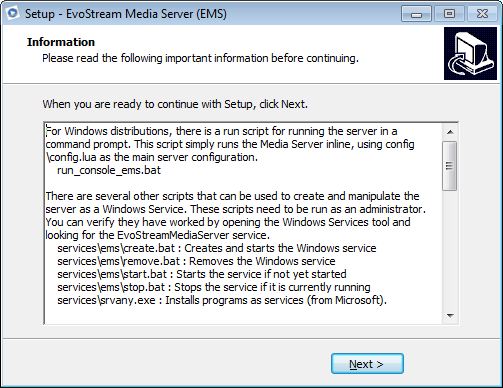 Setup - EvoStream Media Server (EMS)
Information
Please read the following important information before continuing.
When you are ready to continue with Setup, click Next.
For Windows distributions, there is a run script for running the server in a
command prompt. This script simply runs the Media Server inline, using config
\config.lua as the main server configuration.
run_console_ems.bat
There are several other scripts that can be used to create and manipulate the
server as a Windows Service. These scripts need to be run as an administrator.
You can verify they have worked by opening the Windows Services tool and
looking for the EvoStreamMediaServer service.
services\ems\create.bat : Creates and starts the Windows service
services\ems\remove.bat : Removes the Windows service
services\ems\start.bat : Starts the service if not yet started
services\ems\stop.bat : Stops the service if it is currently running
services\srvany.exe : Installs programs as services (from Microsoft).
Next >